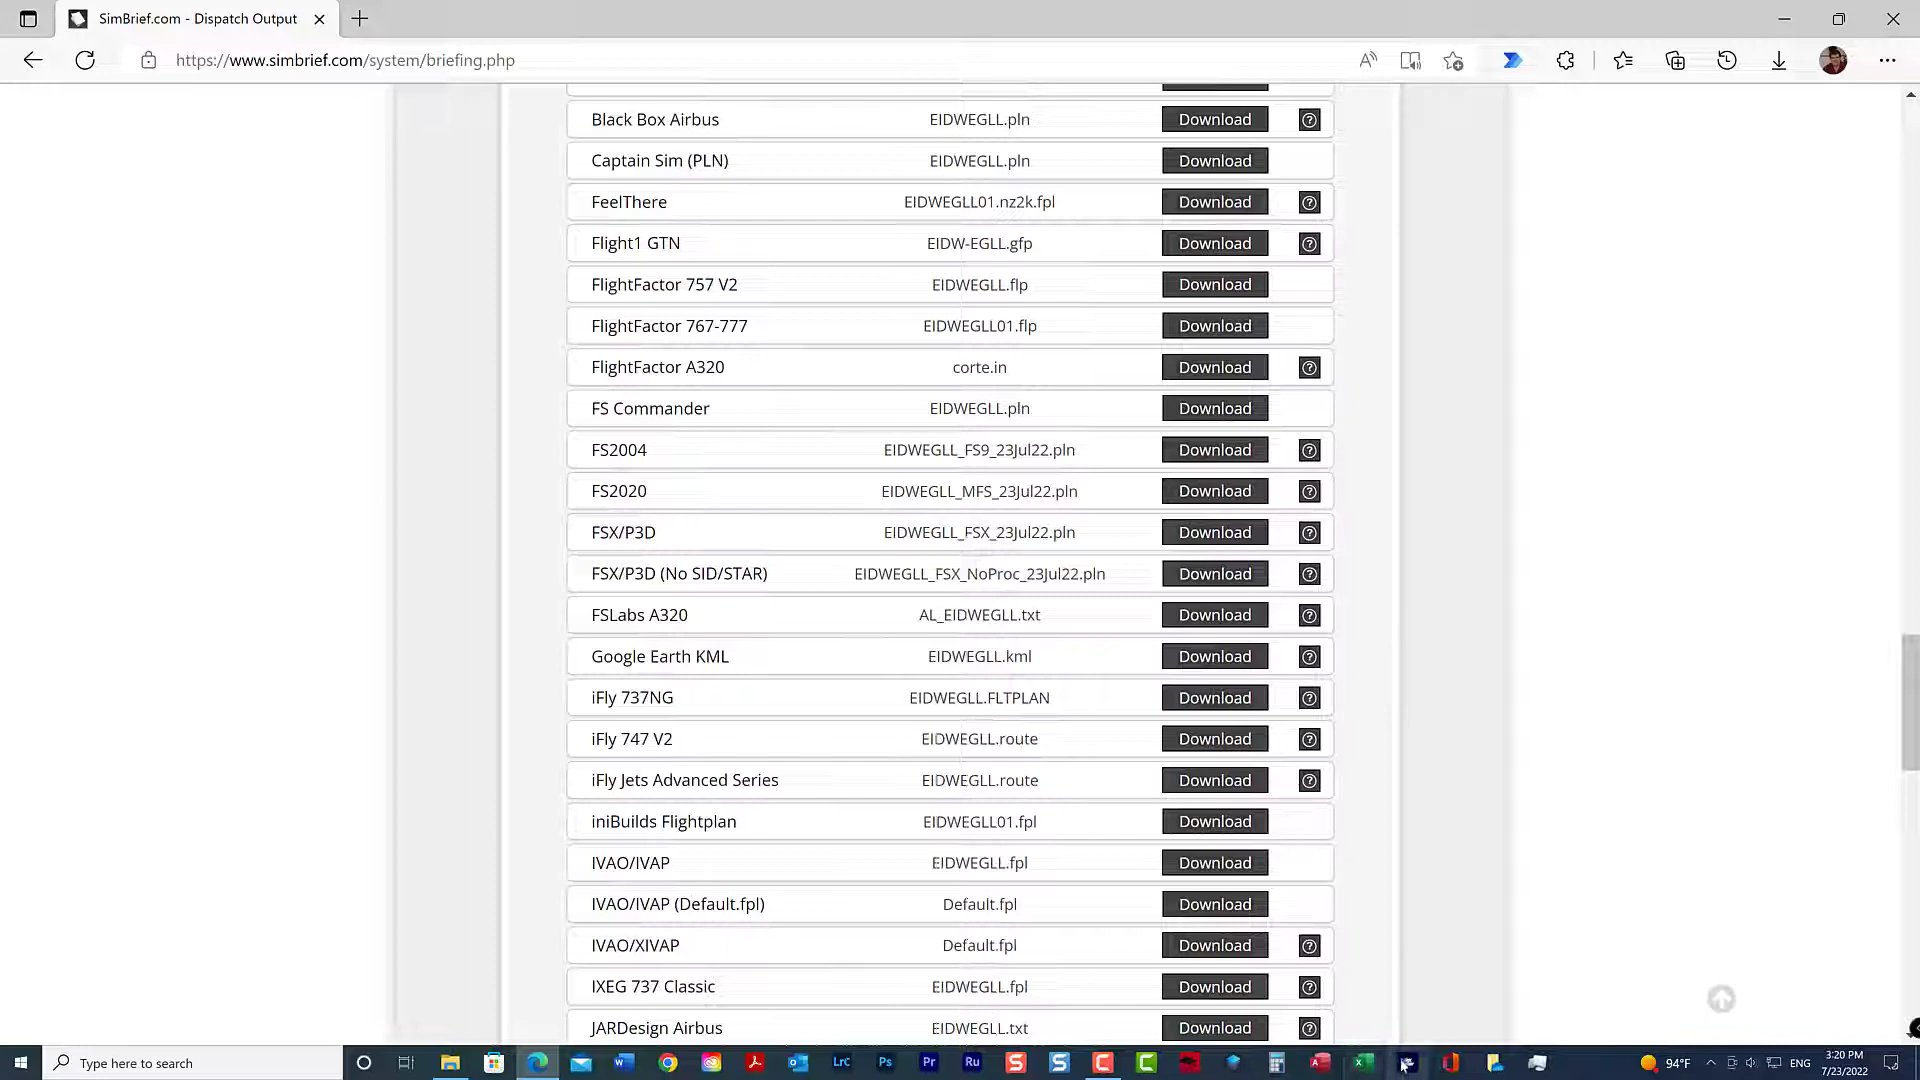 SimBrief.com - Dispatch Output
https://www.simbrief.com/system/briefing.php
Black Box Airbus EIDWEGLL.pln Download
Captain Sim (PLN) EIDWEGLL.pln Download
FeelThere EIDWEGLL01.nz2k.fpl Download
Flight1 GTN EIDW-EGLL.gfp Download
FlightFactor 757 V2 EIDWEGLL.flp Download
FlightFactor 767-777 EIDWEGLL01.flp Download
FlightFactor A320 corte.in Download
FS Commander EIDWEGLL.pln Download
FS2004 EIDWEGLL_FS9_23Jul22.pln Download
FS2020 EIDWEGLL_MFS_23Jul22.pln Download
FSX/P3D EIDWEGLL_FSX_23Jul22.pln Download
FSX/P3D (No SID/STAR) EIDWEGLL_FSX_NoProc_23Jul22.pln Download
FSLabs A320 AL_EIDWEGLL.txt Download
Google Earth KML EIDWEGLL.kml Download
iFly 737NG EIDWEGLL.FLTPLAN Download
iFly 747 V2 EIDWEGLL.route Download
iFly Jets Advanced Series EIDWEGLL.route Download
iniBuilds Flightplan EIDWEGLL01.fpl Download
IVAO/IVAP EIDWEGLL.fpl Download
IVAO/IVAP (Default.fpl) Default.fpl Download
IVAO/XIVAP Default.fpl Download
IXEG 737 Classic EIDWEGLL.fpl Download
JARDesign Airbus EIDWEGLL.txt Download
Type here to search
LrC Ps Pr Ru
94°F
ENG
3:20 PM
7/23/2022